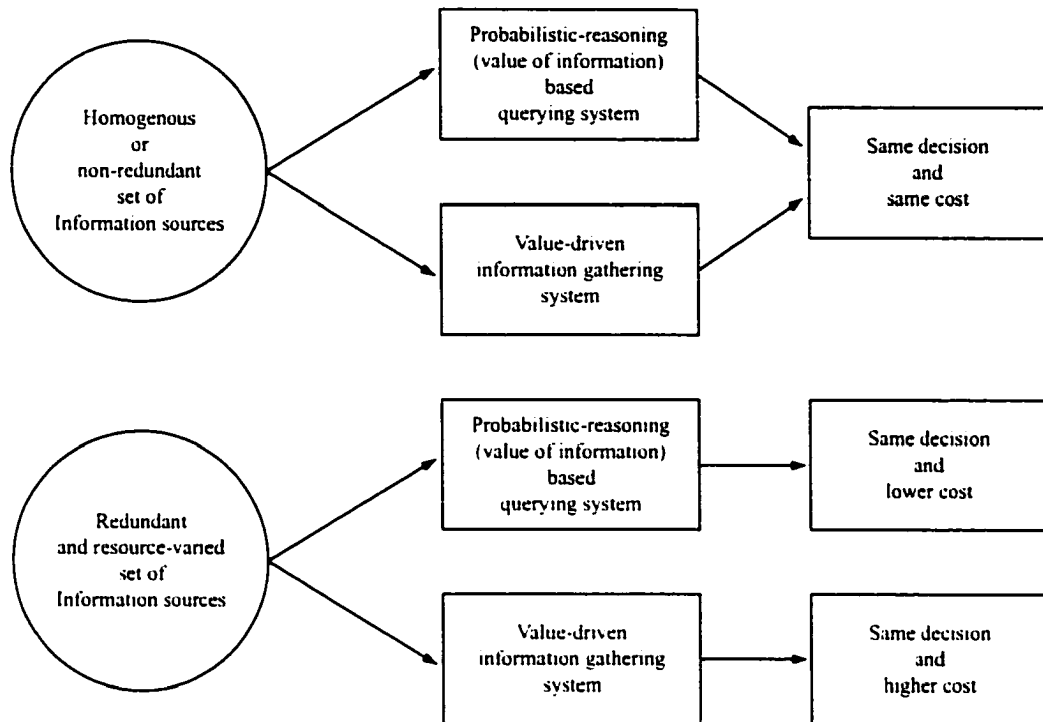 Homogenous
or
non-redundant
set of
Information sources
Probabilistic-reasoning
(value of information)
based
querying system
Value-driven
information gathering
system
Same decision
and
same cost
Redundant
and resource-varied
set of
Information sources
Probabilistic-reasoning
(value of information)
based
querying system
Value-driven
information gathering
system
Same decision
and
lower cost
Same decision
and
higher cost